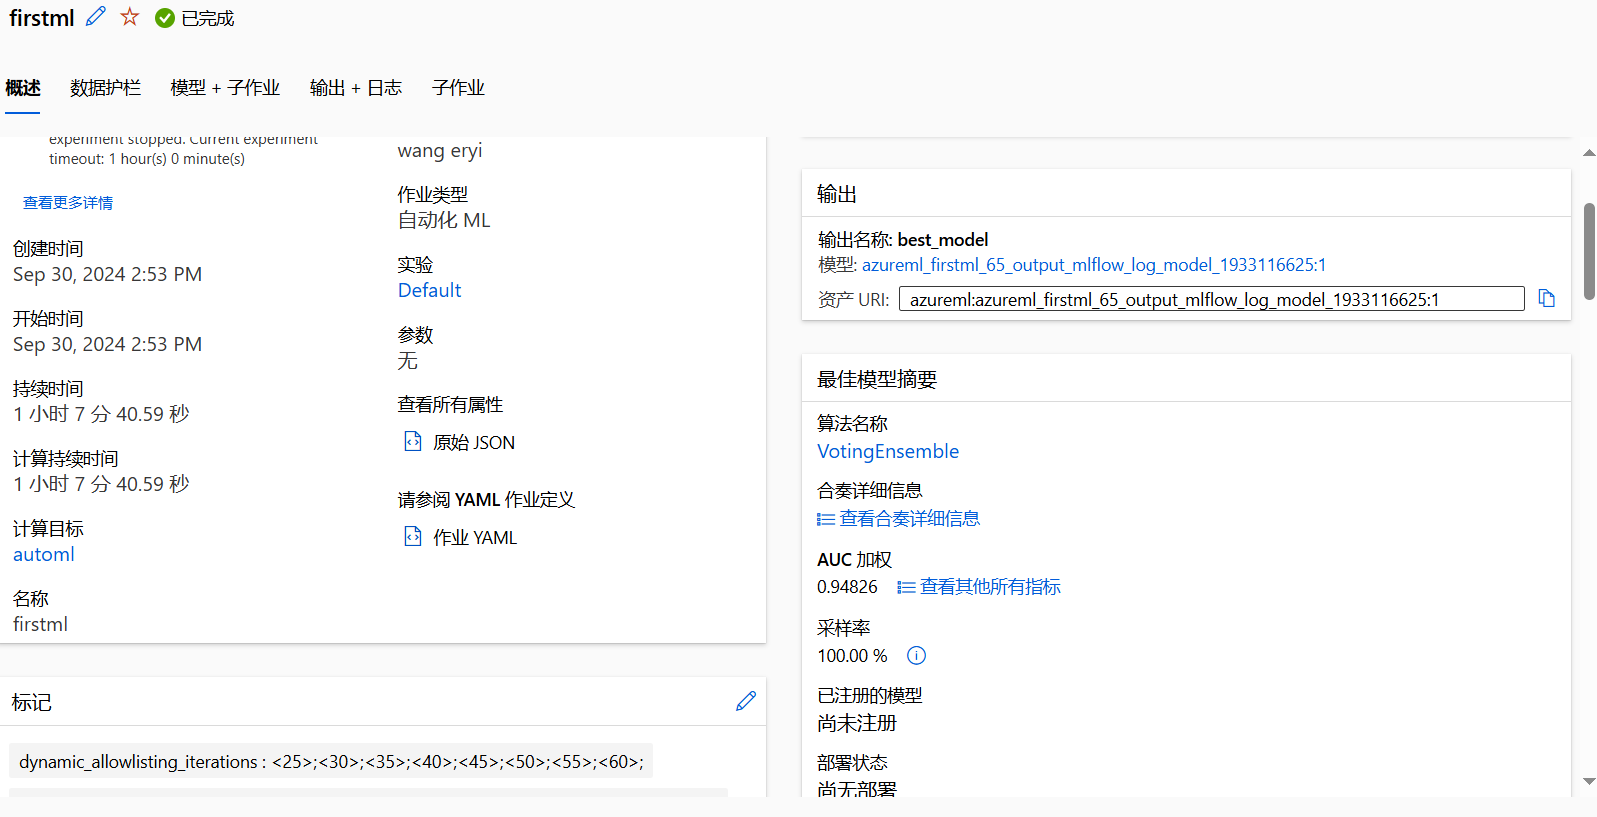 firstml 已完成
概述 数据护栏 模型 + 子作业 输出 + 日志 子作业
experiment stopped. Current experiment
timeout: 1 hour(s) 0 minute(s)
查看更多详情
创建时间
Sep 30, 2024 2:53 PM
开始时间
Sep 30, 2024 2:53 PM
持续时间
1 小时 7 分 40.59 秒
计算持续时间
1 小时 7 分 40.59 秒
计算目标
automl
名称
firstml
wang eryi
作业类型
自动化 ML
实验
Default
参数
无
查看所有属性
原始 JSON
请参阅 YAML 作业定义
作业 YAML
标记
dynamic_allowlisting_iterations : <25>;<30>;<35>;<40>;<45>;<50>;<55>;<60>;
输出
输出名称: best_model
模型: azureml_firstml_65_output_mlflow_log_model_1933116625:1
资产 URI: azureml:azureml_firstml_65_output_mlflow_log_model_1933116625:1
最佳模型摘要
算法名称
VotingEnsemble
合奏详细信息
查看合奏详细信息
AUC 加权
0.94826 查看其他所有指标
采样率
100.00 %
已注册的模型
尚未注册
部署状态
尚无部署